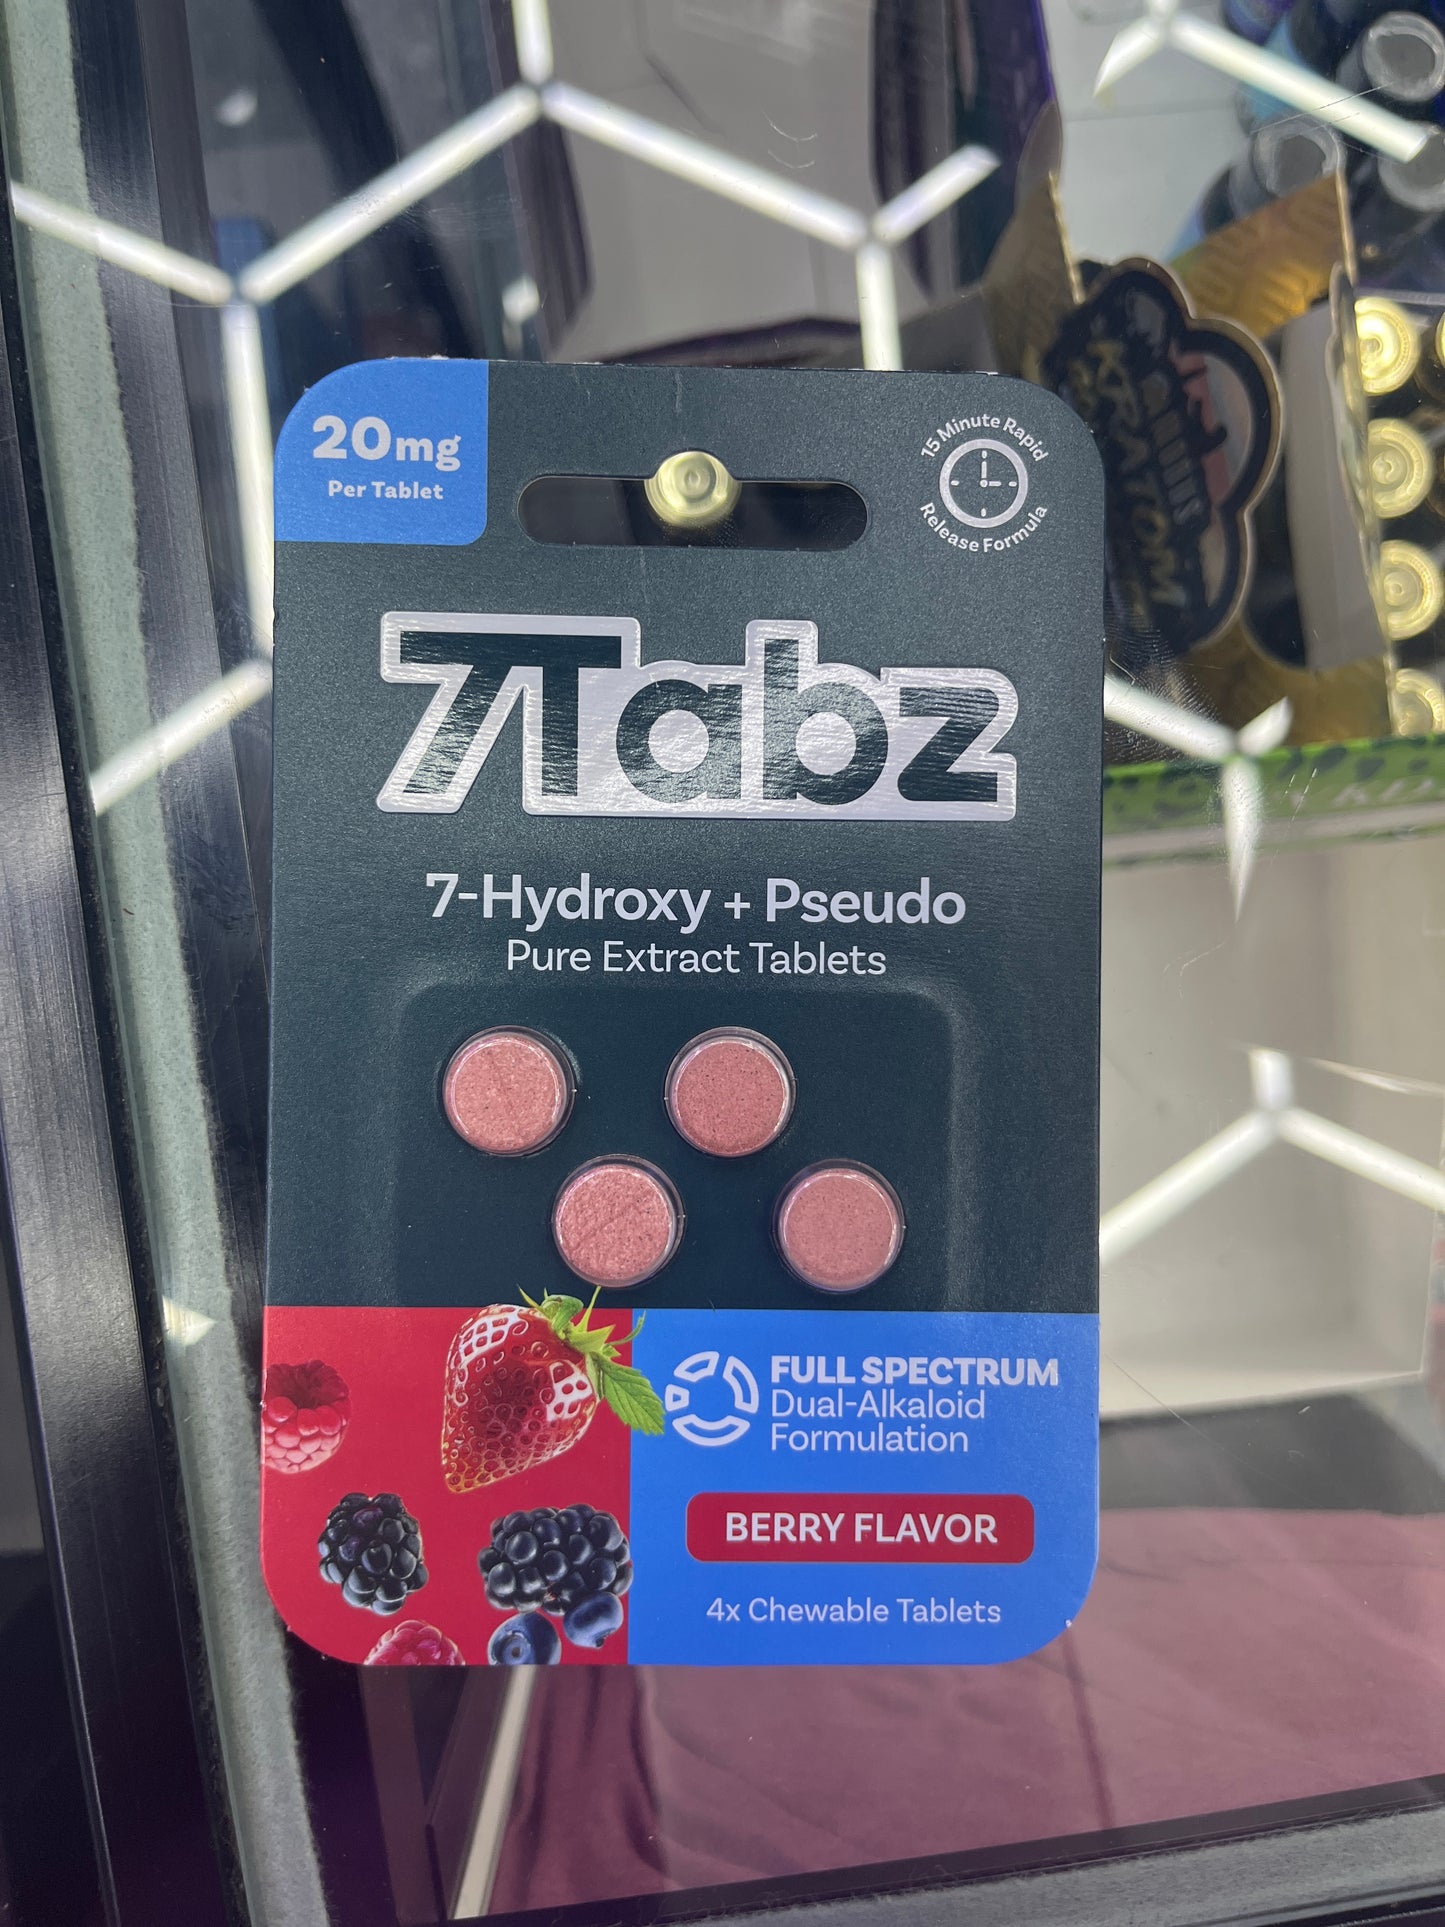 20mg
Per Tablet
15 Minute Rapid
Release Formula
7Tabz
7-Hydroxy + Pseudo
Pure Extract Tablets
FULL SPECTRUM
Dual-Alkaloid
Formulation
BERRY FLAVOR
4x Chewable Tablets
KRATOM